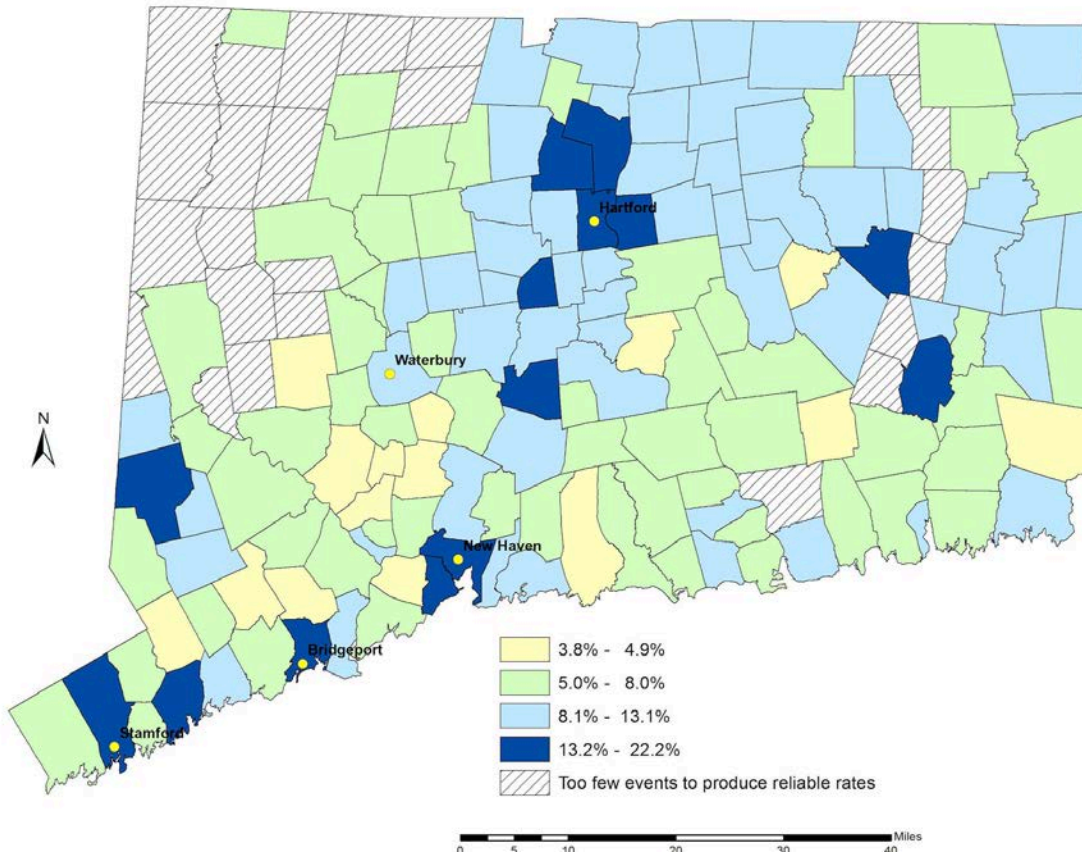 Hartford
Waterbury
N
New Haven
Bridgeport
Stamford
3.8% - 4.9%
5.0% - 8.0%
8.1% - 13.1%
13.2% - 22.2%
Too few events to produce reliable rates
Miles
0 5 10 20 30 40